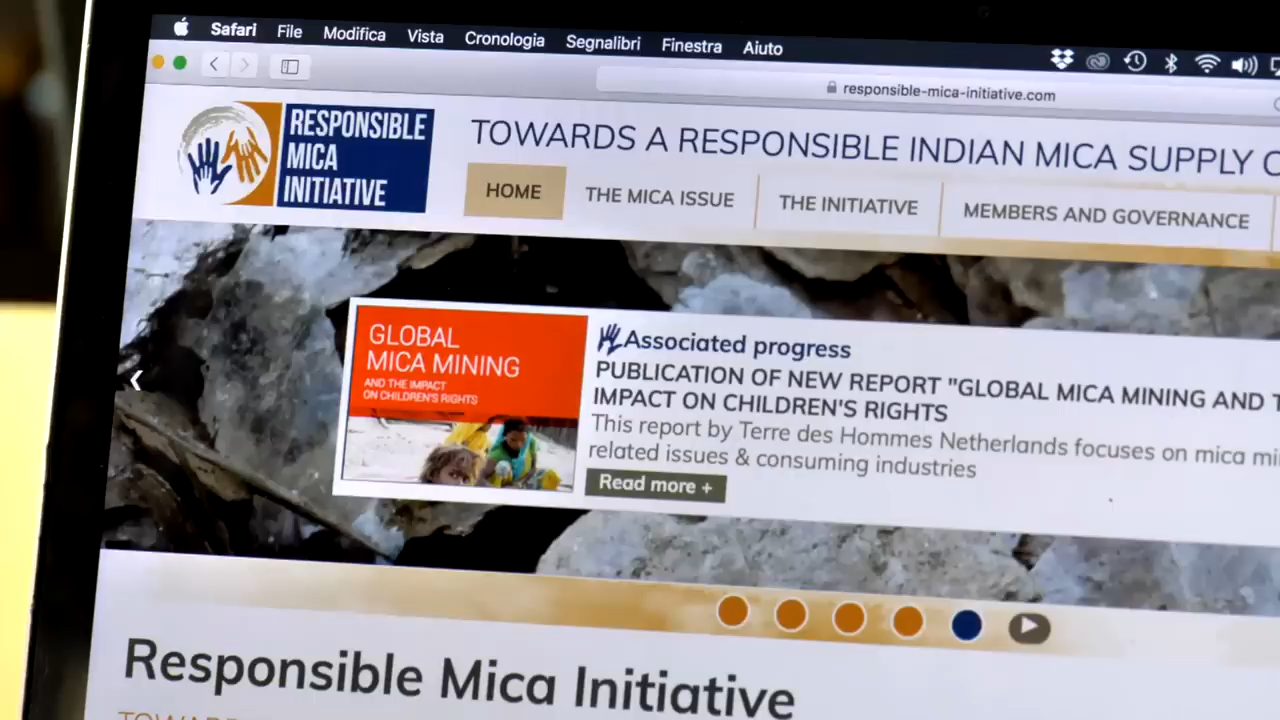 Safari File Modifica Vista Cronologia Segnalibri Finestra Aiuto
responsible-mica-initiative.com
RESPONSIBLE
MICA
INITIATIVE
TOWARDS A RESPONSIBLE INDIAN MICA SUPPLY
HOME THE MICA ISSUE THE INITIATIVE MEMBERS AND GOVERNANCE
GLOBAL
MICA MINING
AND THE IMPACT
ON CHILDREN'S RIGHTS
Associated progress
PUBLICATION OF NEW REPORT "GLOBAL MICA MINING AND
IMPACT ON CHILDREN'S RIGHTS
This report by Terre des Hommes Netherlands focuses on mica
related issues & consuming industries
Read more +
Responsible Mica Initiative